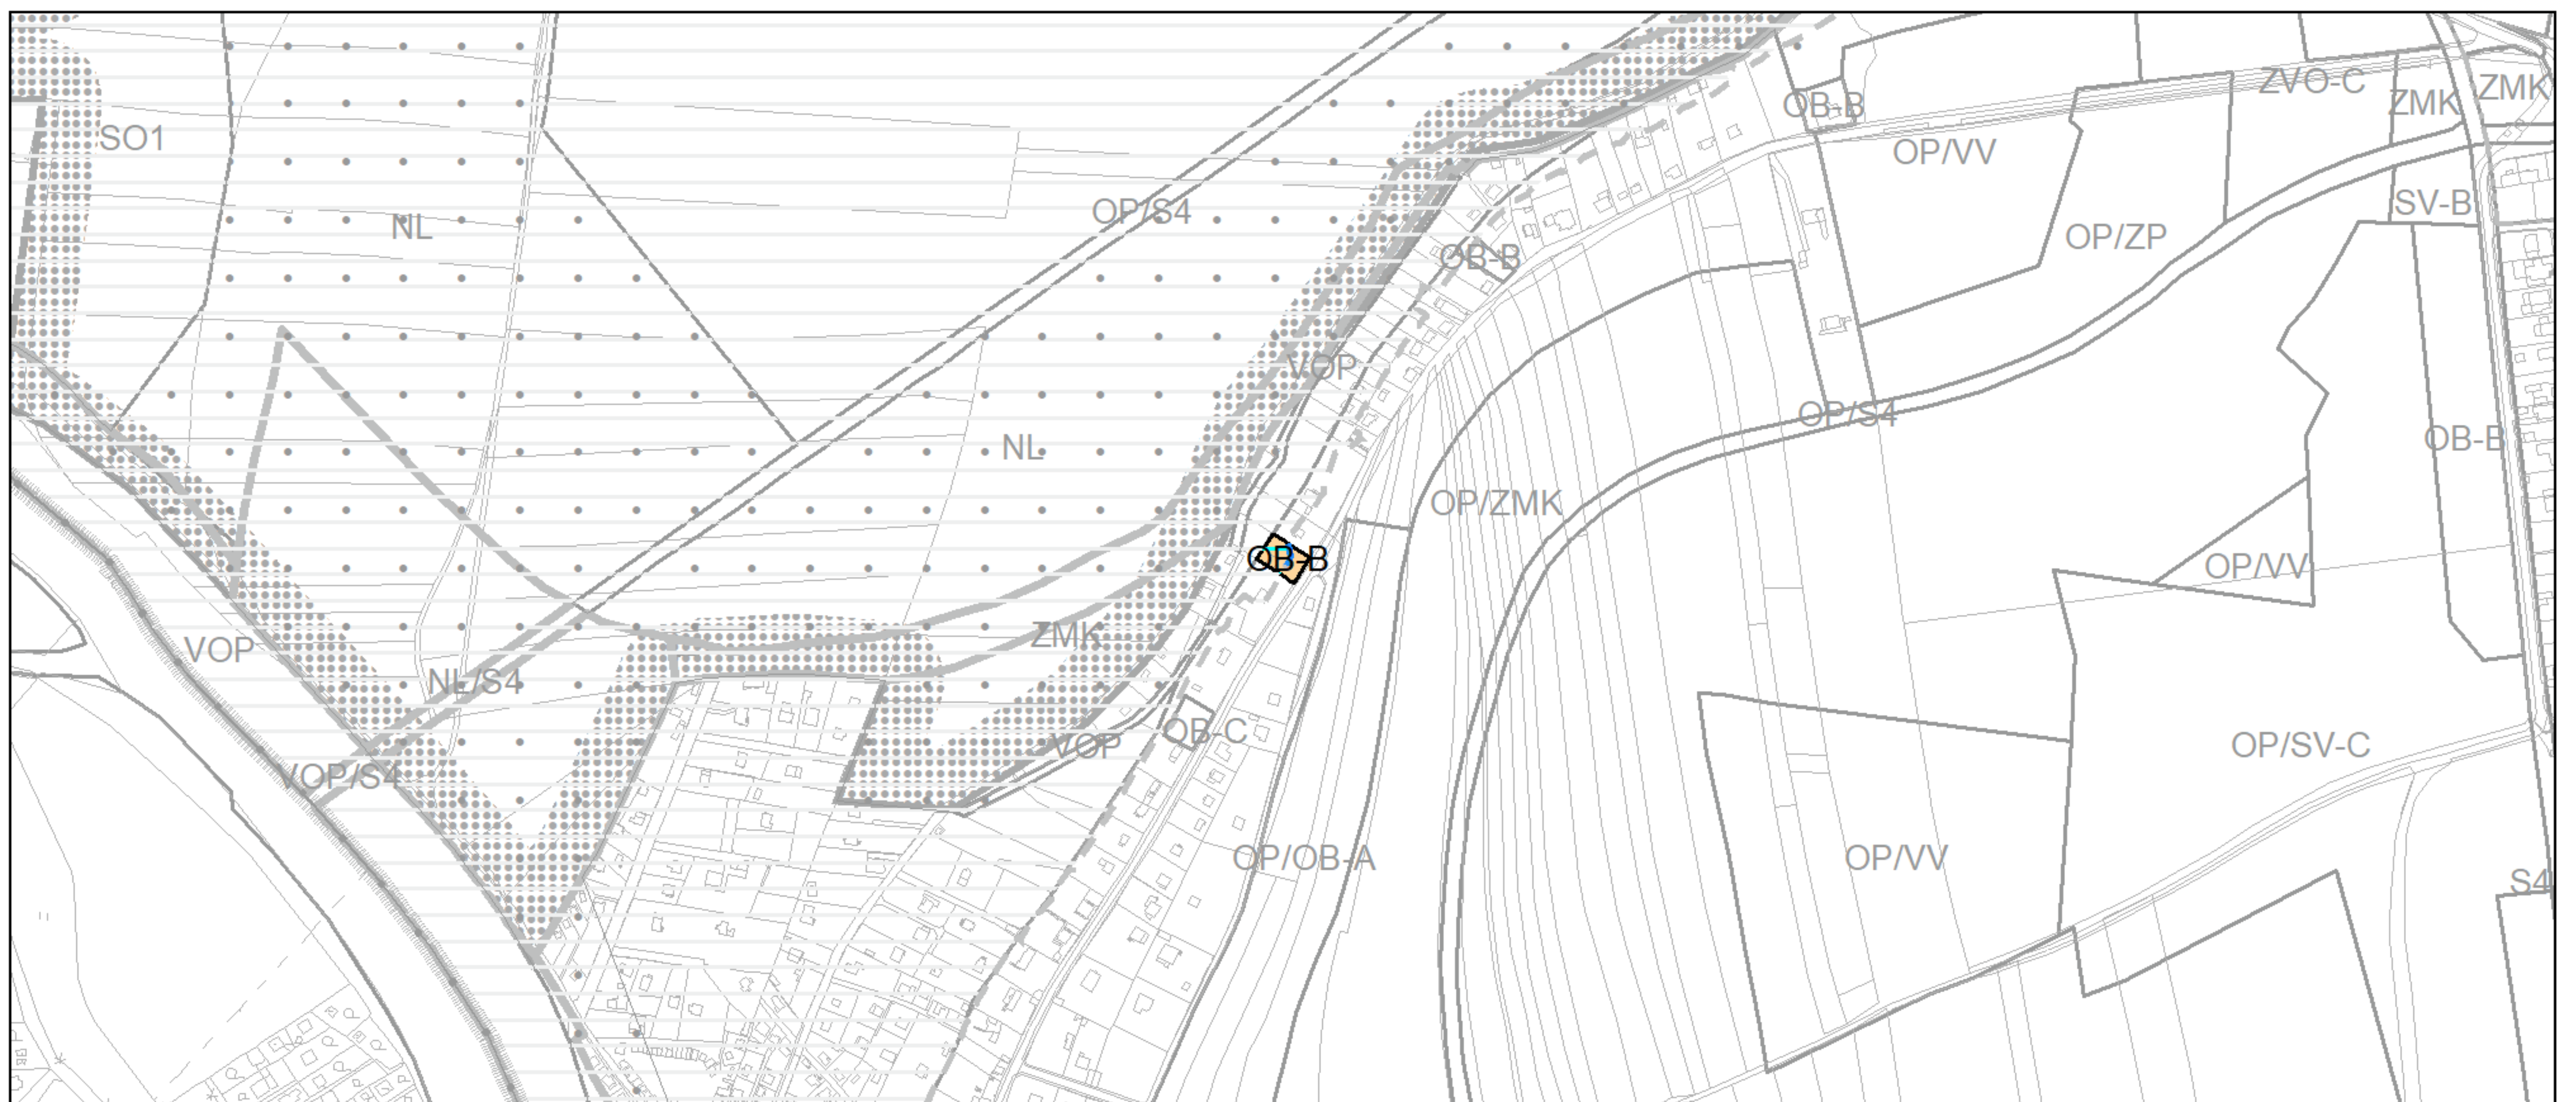 ZVO-C
ZMK
ZMK
OB-B
SO1
OP/VV
SV-B
OP/S4
NL
OP/ZP
OB-B
VOP
OP/S4
OB-B
NL
OP/ZMK
OB-B
OP/VV
ZMK
VOP
NL/S4
OB-C
VOP
OP/SV-C
VOP/S4
OP/OB-A
OP/VV
S4